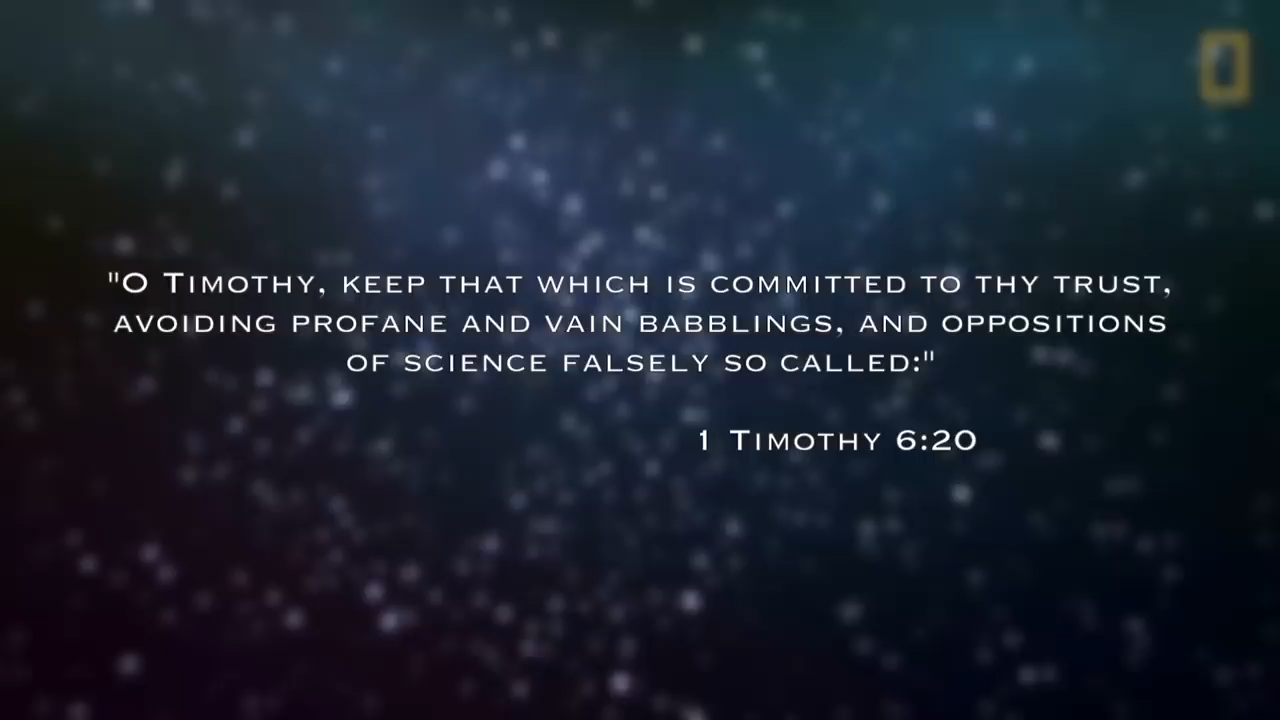 "O Timothy, keep that which is committed to thy trust,
avoiding profane and vain babblings, and oppositions
of science falsely so called:"
1 Timothy 6:20